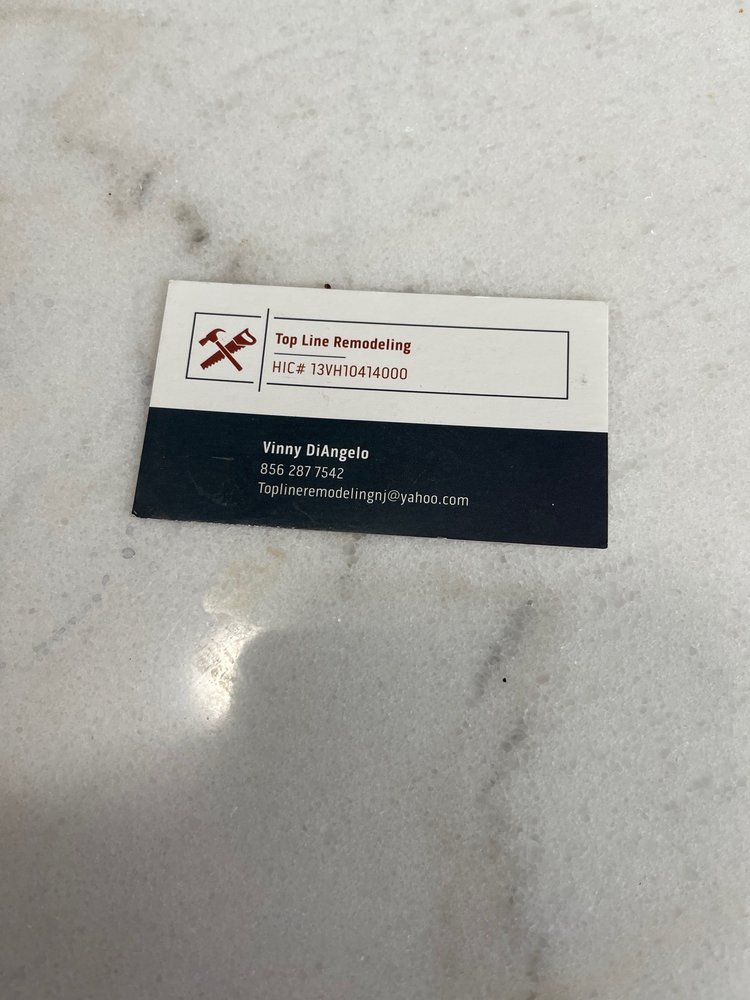 Top Line Remodeling
HIC# 13VH10414000
Vinny DiAngelo
856 287 7542
Toplineremodelingnj@yahoo.com